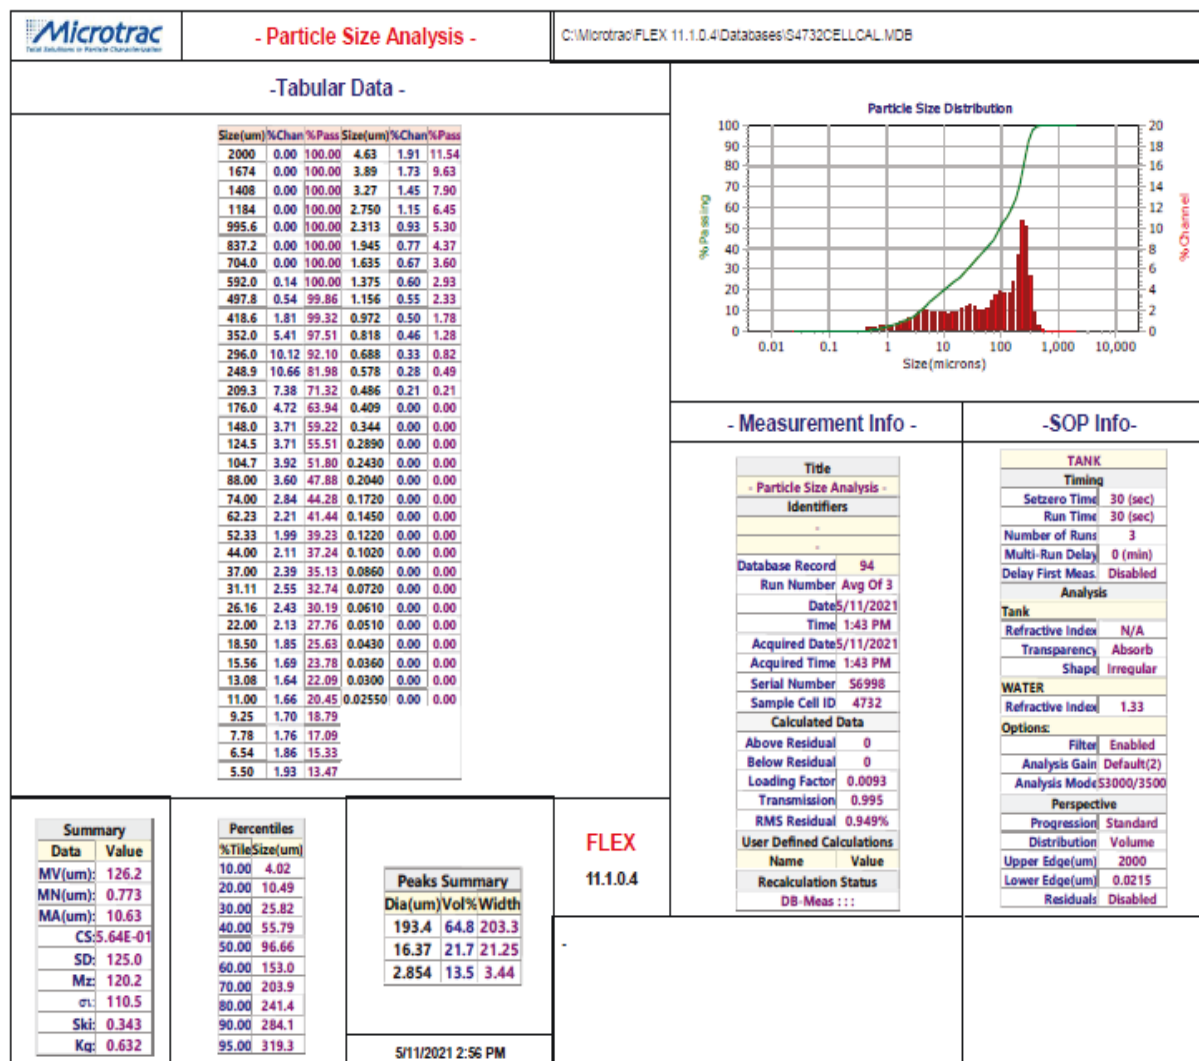 Microtrac
Total Solutions in Particle Characterization
- Particle Size Analysis -
C:\Microtrac\FLEX 11.1.0.4\Databases\S4732CELLCAL.MDB
-Tabular Data -
Size(um) %Chan %Pass Size(um) %Chan %Pass
2000 0.00 100.00 4.63 1.91 11.54
1674 0.00 100.00 3.89 1.73 9.63
1408 0.00 100.00 3.27 1.45 7.90
1184 0.00 100.00 2.750 1.15 6.45
995.6 0.00 100.00 2.313 0.93 5.30
837.2 0.00 100.00 1.945 0.77 4.37
704.0 0.00 100.00 1.635 0.67 3.60
592.0 0.14 100.00 1.375 0.60 2.93
497.8 0.54 99.86 1.156 0.55 2.33
418.6 1.81 99.32 0.972 0.50 1.78
352.0 5.41 97.51 0.818 0.46 1.28
296.0 10.12 92.10 0.688 0.33 0.82
248.9 10.66 81.98 0.578 0.28 0.49
209.3 7.38 71.32 0.486 0.21 0.21
176.0 4.72 63.94 0.409 0.00 0.00
148.0 3.71 59.22 0.344 0.00 0.00
124.5 3.71 55.51 0.2890 0.00 0.00
104.7 3.92 51.80 0.2430 0.00 0.00
88.00 3.60 47.88 0.2040 0.00 0.00
74.00 2.84 44.28 0.1720 0.00 0.00
62.23 2.21 41.44 0.1450 0.00 0.00
52.33 1.99 39.23 0.1220 0.00 0.00
44.00 2.11 37.24 0.1020 0.00 0.00
37.00 2.39 35.13 0.0860 0.00 0.00
31.11 2.55 32.74 0.0720 0.00 0.00
26.16 2.43 30.19 0.0610 0.00 0.00
22.00 2.13 27.76 0.0510 0.00 0.00
18.50 1.85 25.63 0.0430 0.00 0.00
15.56 1.69 23.78 0.0360 0.00 0.00
13.08 1.64 22.09 0.0300 0.00 0.00
11.00 1.66 20.45 0.02550 0.00 0.00
9.25 1.70 18.79
7.78 1.76 17.09
6.54 1.86 15.33
5.50 1.93 13.47
Particle Size Distribution
%Passing
100
90
80
70
60
50
40
30
20
10
0
20
18
16
14
12
10
8
6
4
2
0
%Channel
0.01 0.1 1 10 100 1,000 10,000
Size(microns)
- Measurement Info -
Title
- Particle Size Analysis -
Identifiers
-
-
Database Record 94
Run Number Avg Of 3
Date 5/11/2021
Time 1:43 PM
Acquired Date 5/11/2021
Acquired Time 1:43 PM
Serial Number S6998
Sample Cell ID 4732
Calculated Data
Above Residual 0
Below Residual 0
Loading Factor 0.0093
Transmission 0.995
RMS Residual 0.949%
User Defined Calculations
Name Value
Recalculation Status
DB-Meas : : :
-SOP Info-
TANK
Timing
Setzero Time 30 (sec)
Run Time 30 (sec)
Number of Runs 3
Multi-Run Delay 0 (min)
Delay First Meas. Disabled
Analysis
Tank
Refractive Index N/A
Transparency Absorb
Shape Irregular
WATER
Refractive Index 1.33
Options:
Filter Enabled
Analysis Gain Default(2)
Analysis Mode S3000/3500
Perspective
Progression Standard
Distribution Volume
Upper Edge(um) 2000
Lower Edge(um) 0.0215
Residuals Disabled
Summary
Data Value
MV(um): 126.2
MN(um): 0.773
MA(um): 10.63
CS: 5.64E-01
SD: 125.0
Mz: 120.2
σι: 110.5
Ski: 0.343
Kg: 0.632
Percentiles
%Tile Size(um)
10.00 4.02
20.00 10.49
30.00 25.82
40.00 55.79
50.00 96.66
60.00 153.0
70.00 203.9
80.00 241.4
90.00 284.1
95.00 319.3
Peaks Summary
Dia(um) Vol% Width
193.4 64.8 203.3
16.37 21.7 21.25
2.854 13.5 3.44
5/11/2021 2:56 PM
FLEX
11.1.0.4
-